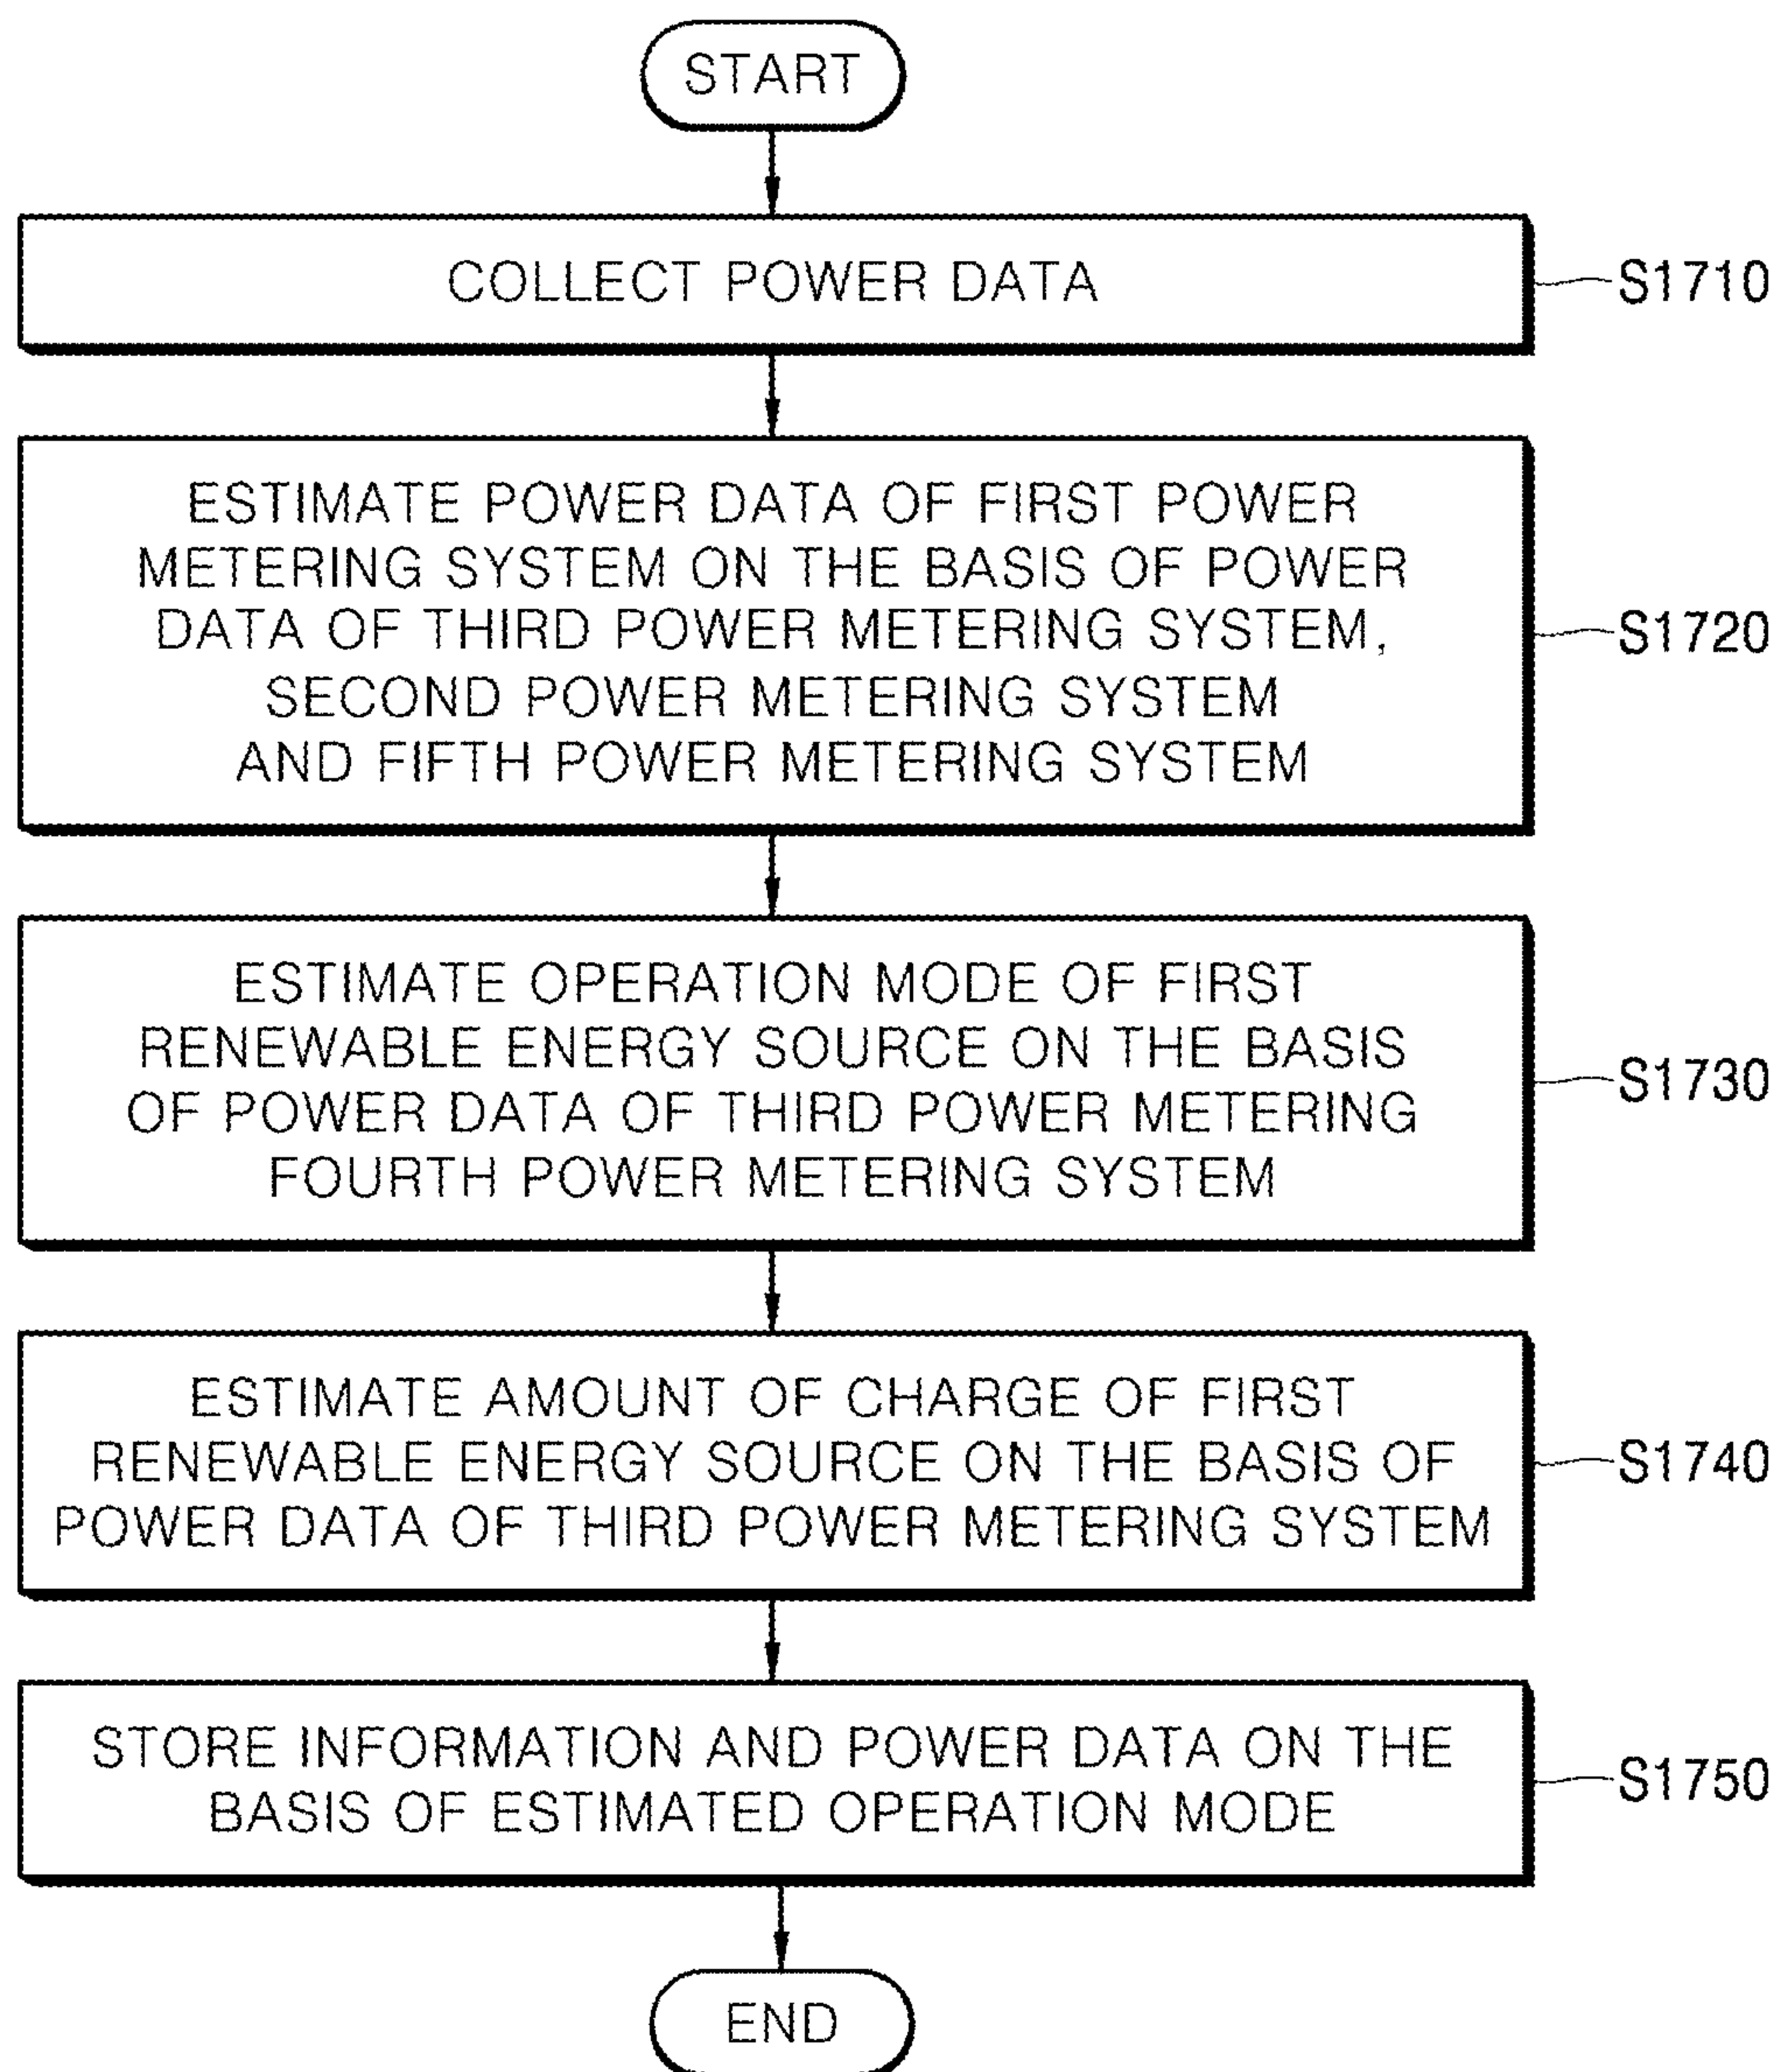 START
COLLECT POWER DATA
S1710
ESTIMATE POWER DATA OF FIRST POWER
METERING SYSTEM ON THE BASIS OF POWER
DATA OF THIRD POWER METERING SYSTEM,
SECOND POWER METERING SYSTEM
AND FIFTH POWER METERING SYSTEM
S1720
ESTIMATE OPERATION MODE OF FIRST
RENEWABLE ENERGY SOURCE ON THE BASIS
OF POWER DATA OF THIRD POWER METERING
FOURTH POWER METERING SYSTEM
S1730
ESTIMATE AMOUNT OF CHARGE OF FIRST
RENEWABLE ENERGY SOURCE ON THE BASIS OF
POWER DATA OF THIRD POWER METERING SYSTEM
S1740
STORE INFORMATION AND POWER DATA ON THE
BASIS OF ESTIMATED OPERATION MODE
S1750
END